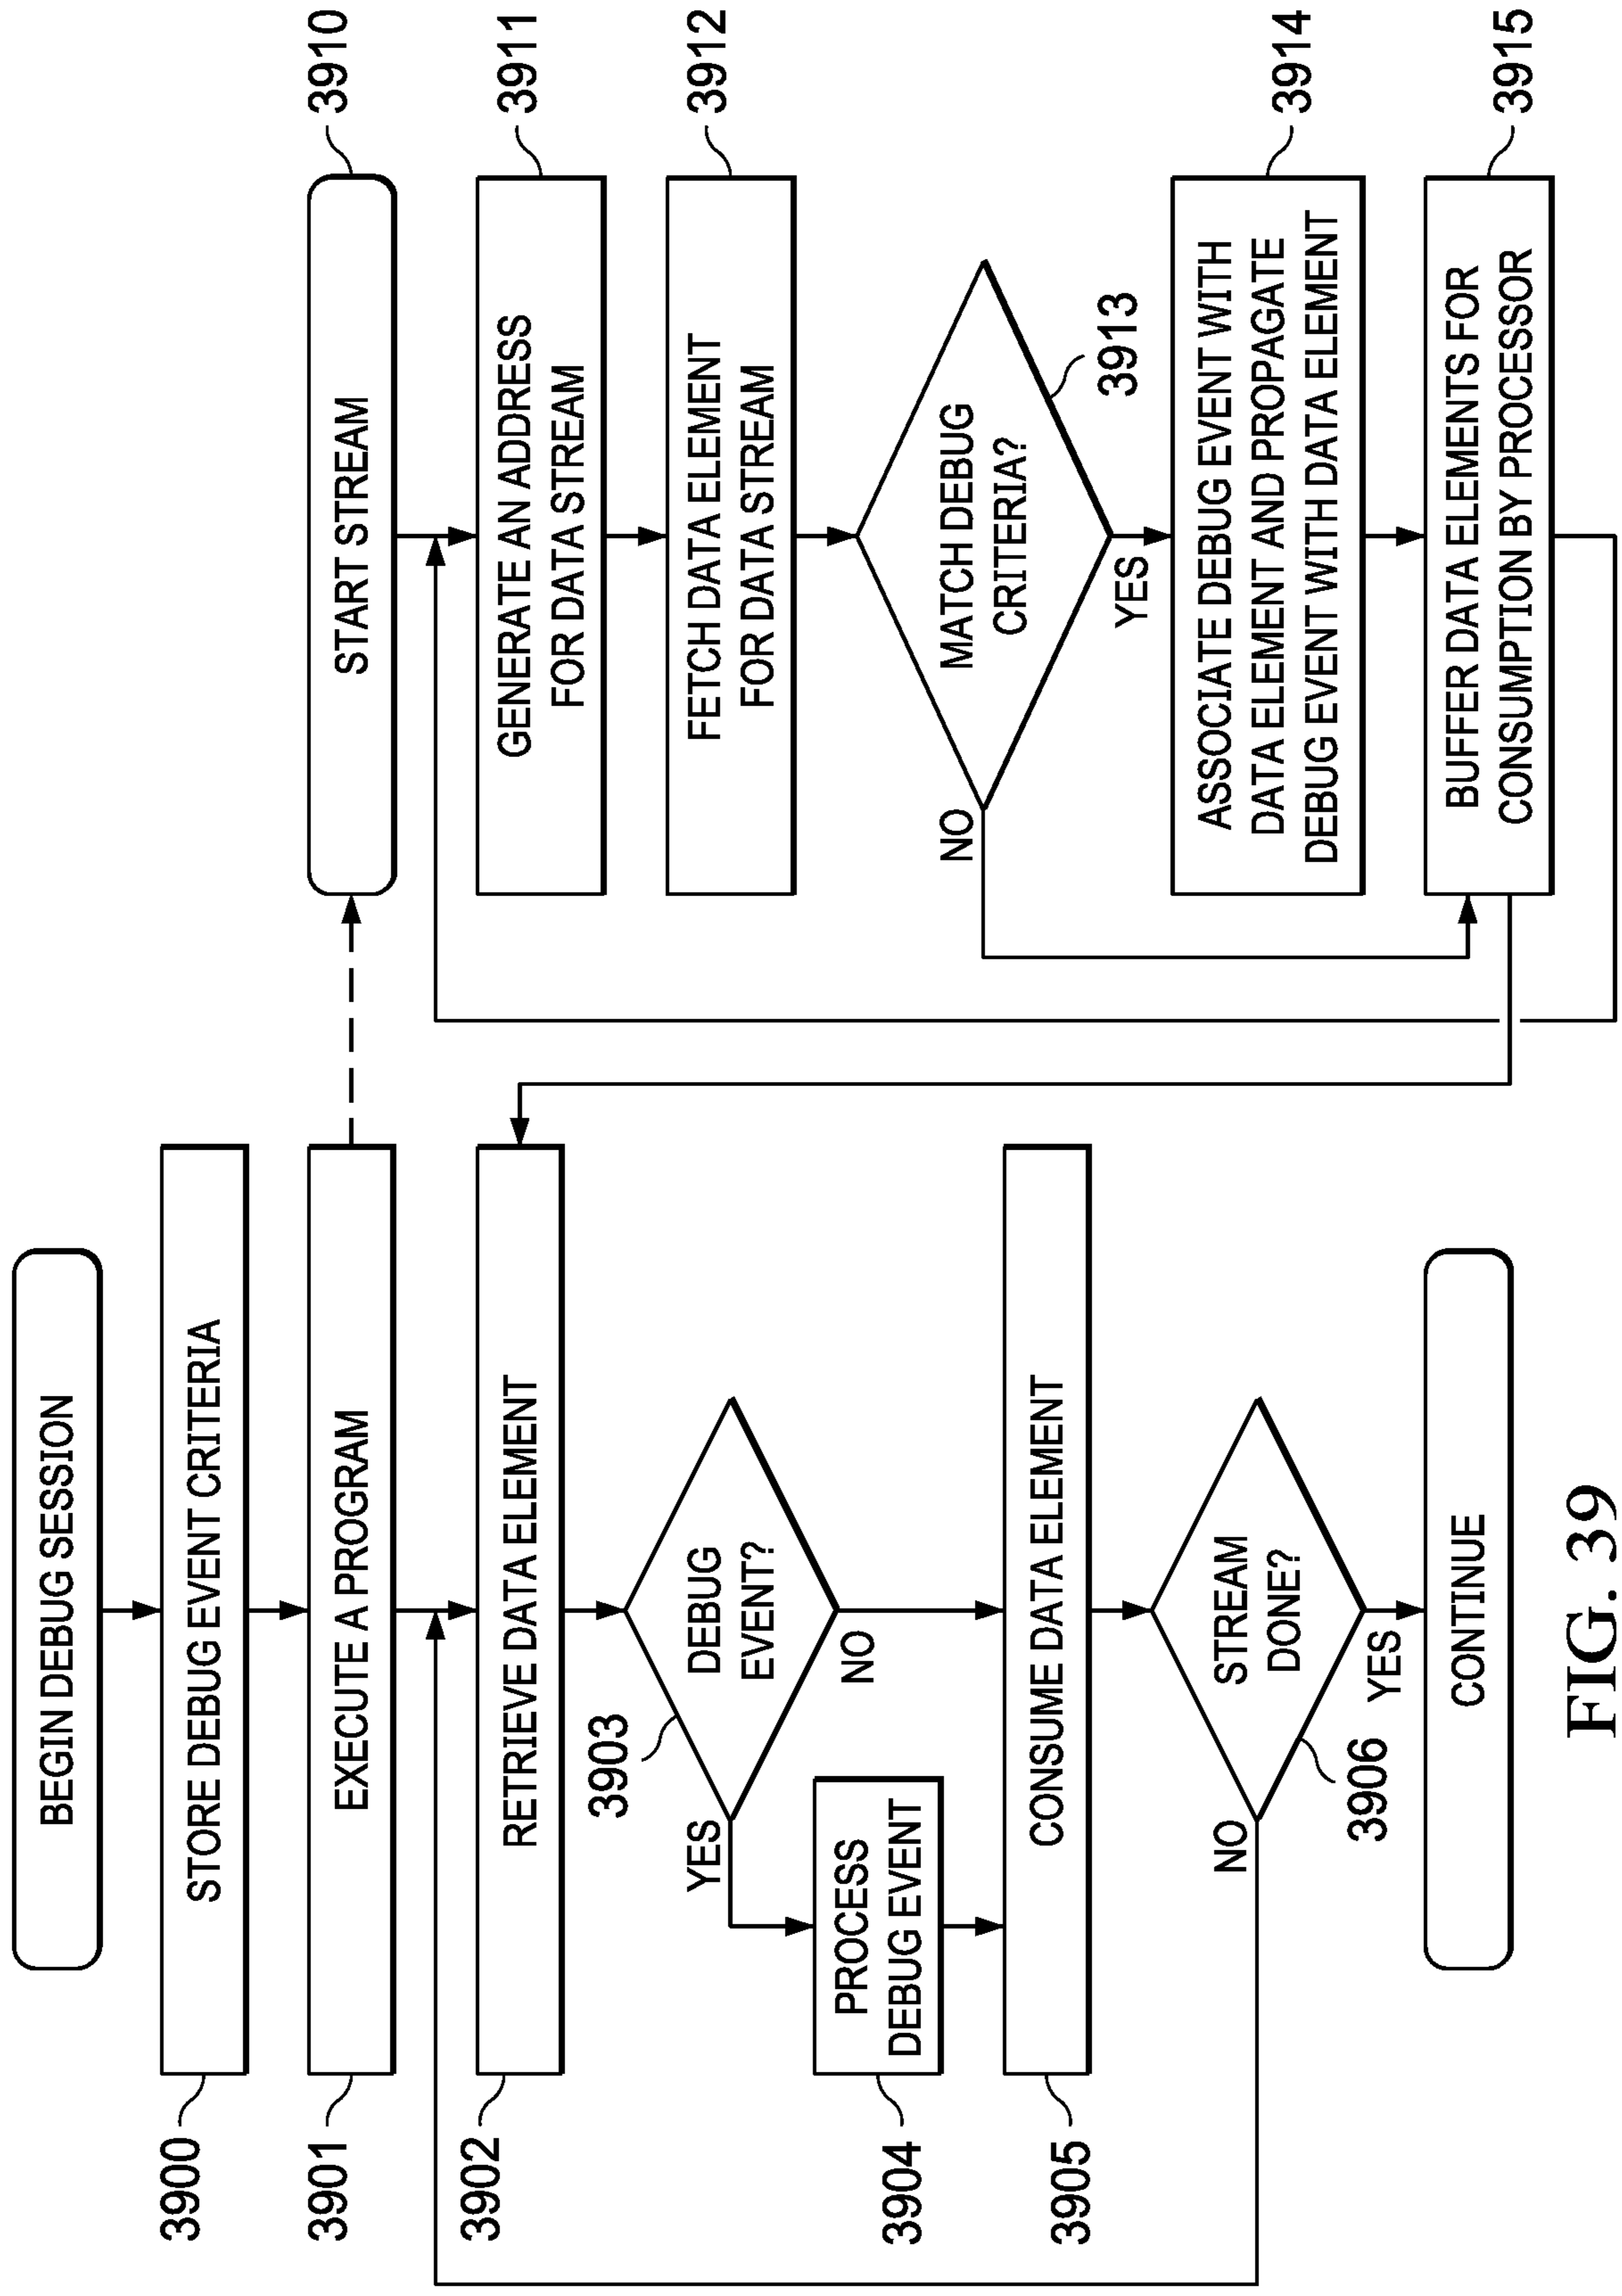 BEGIN DEBUG SESSION
3900
STORE DEBUG EVENT CRITERIA
3901
EXECUTE A PROGRAM
3902
RETRIEVE DATA ELEMENT
3903
DEBUG
EVENT?
YES
NO
3904
PROCESS
DEBUG EVENT
3905
CONSUME DATA ELEMENT
STREAM
DONE?
NO
3906
YES
CONTINUE
START STREAM
3910
GENERATE AN ADDRESS
FOR DATA STREAM
3911
FETCH DATA ELEMENT
FOR DATA STREAM
3912
MATCH DEBUG
CRITERIA?
NO
3913
YES
ASSOCIATE DEBUG EVENT WITH
DATA ELEMENT AND PROPAGATE
DEBUG EVENT WITH DATA ELEMENT
3914
BUFFER DATA ELEMENTS FOR
CONSUMPTION BY PROCESSOR
3915
FIG. 39